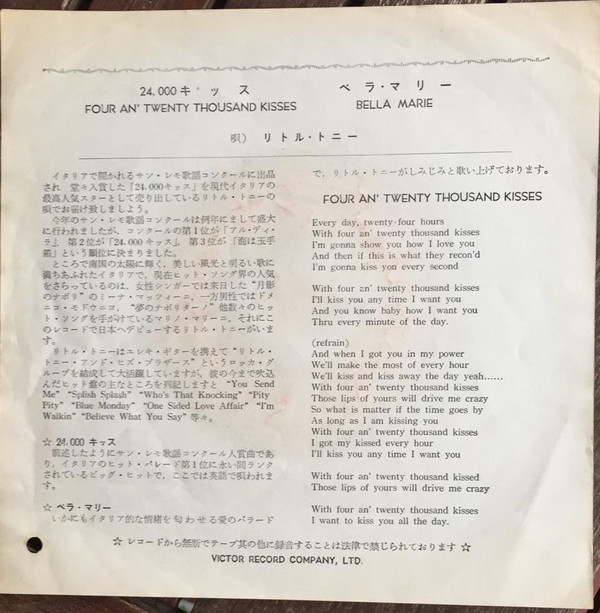 24,000 キッス
FOUR AN' TWENTY THOUSAND KISSES
ベラ・マリー
BELLA MARIE
唄) リトル・トニー
イタリアで開かれるサン・レモ歌謡コンクールに出品
され 堂々入賞した「24.000キッス」を現代イタリアの
最高人気スターとして売り出しているリトル・トニーの
唄でお届け致しましょう。
今年のサン・レモ歌謡コンクールは例年にまして盛大
に行われましたが、コンクールの第1位が「アル・ディ・
ラ」 第2位が「24.000キッス」 第3位が「恋は玉手
箱」という順位に決まりました。
ところで南国の太陽に輝く、美しい風光と明るい歌に
満ちあふれたイタリアで、現在ヒット・ソング界の人気
をさらっているのは、女性シンガーでは来日した“月影
のナポリ”のミーナ・マッツィーニ、一方男性ではドメ
ニコ・モドゥニコ、“夢のナポリターノ”他数々のヒッ
ト・ソングを手がけているマリノ・マリーニ、それにこ
のレコードで日本へデビューするリトル・トニーがいま
す。
リトル・トニーはエレキ・ギターを携えて“リトル・
トニー・アンド・ヒズ・ブラザーズ”というロッカ・グ
ループを結成して大活躍していますが、彼の今まで吹込
んだヒット盤の主なところを列記しますと “You Send
Me” “Splish Splash” “Who's That Knocking” “Pity
Pity” “Blue Monday” “One Sided Love Affair” “I'm
Walkin” “Believe What You Say” 等々。
☆ 24,000 キッス
前述したようにサン・レモ歌謡コンクール入賞曲であ
り、イタリアのヒット・パレード第1位に永い間ランク
されているビッグ・ヒットで、ここでは英語で唄われま
す。
☆ ベラ・マリー
いかにもイタリア的な情緒を匂わせる愛のバラード
で、リトル・トニーがしみじみと歌い上げております。
FOUR AN' TWENTY THOUSAND KISSES
Every day, twenty-four hours
With four an' twenty thousand kisses
I'm gonna show you how I love you
And then if this is what they recon'd
I'm gonna kiss you every second
With four an' twenty thousand kisses
I'll kiss you any time I want you
And you know baby how I want you
Thru every minute of the day.
(refrain)
And when I got you in my power
We'll make the most of every hour
We'll kiss and kiss away the day yeah......
With four an' twenty thousand kisses
Those lips of yours will drive me crazy
So what is matter if the time goes by
As long as I am kissing you
With four an' twenty thousand kisses
I got my kissed every hour
I'll kiss you any time I want you
With four an' twenty thousand kissed
Those lips of yours will drive me crazy
With four an' twenty thousand kisses
I want to kiss you all the day.
☆ レコードから無断でテープ其の他に録音することは法律で禁じられております ☆
VICTOR RECORD COMPANY, LTD.